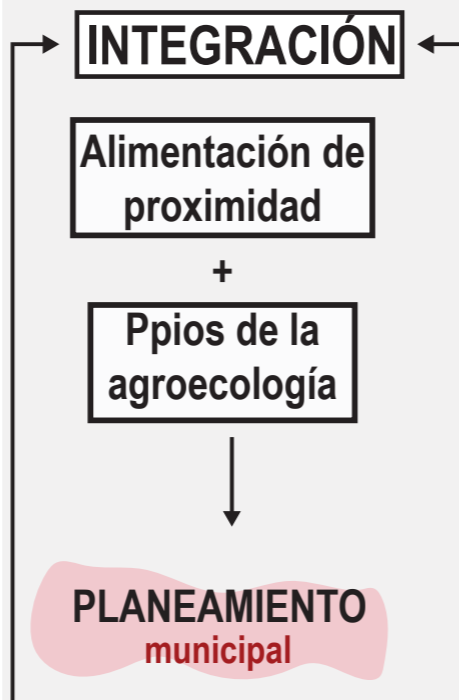 INTEGRACIÓN
Alimentación de
proximidad
+
Ppios de la
agroecología
PLANEAMIENTO
municipal